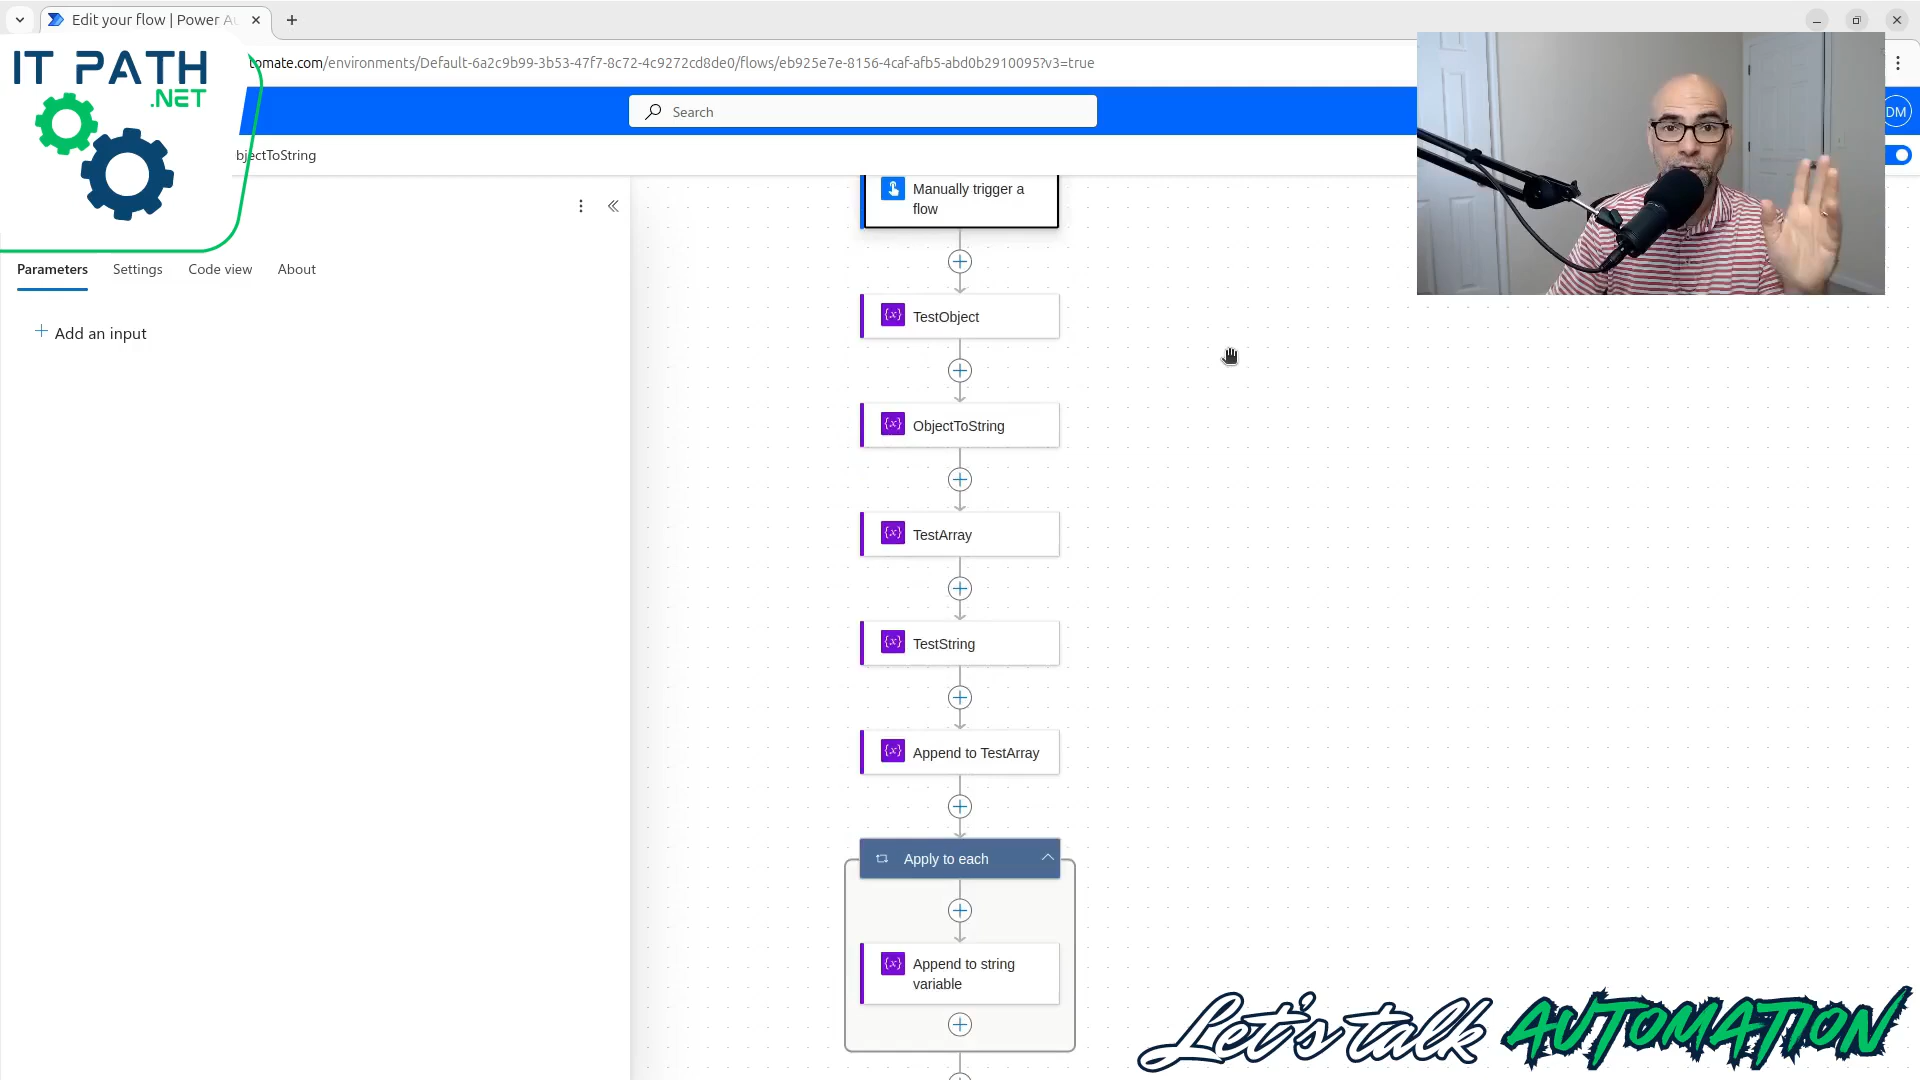 Edit your flow | Power Au
IT PATH
.NET
tomate.com/environments/Default-6a2c9b99-3b53-47f7-8c72-4c9272cd8de0/flows/eb925e7e-8156-4caf-afb5-abd0b2910095?v3=true
Search
DM
bjectToString
Parameters
Settings
Code view
About
Add an input
Manually trigger a
flow
TestObject
ObjectToString
TestArray
TestString
Append to TestArray
Apply to each
Append to string
variable
Let's talk AUTOMATION